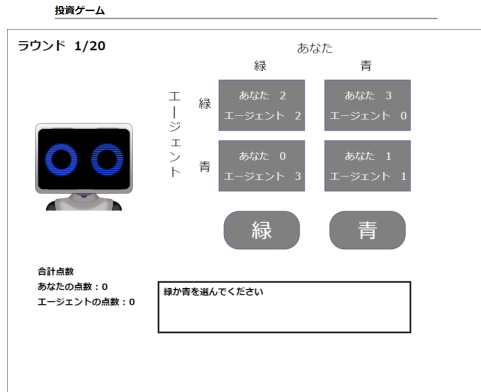 投資ゲーム
ラウンド 1/20
あなた
緑 青
エージェント
緑
あなた 2
エージェント 2
あなた 3
エージェント 0
青
あなた 0
エージェント 3
あなた 1
エージェント 1
緑 青
合計点数
あなたの点数：0
エージェントの点数：0
緑か青を選んでください